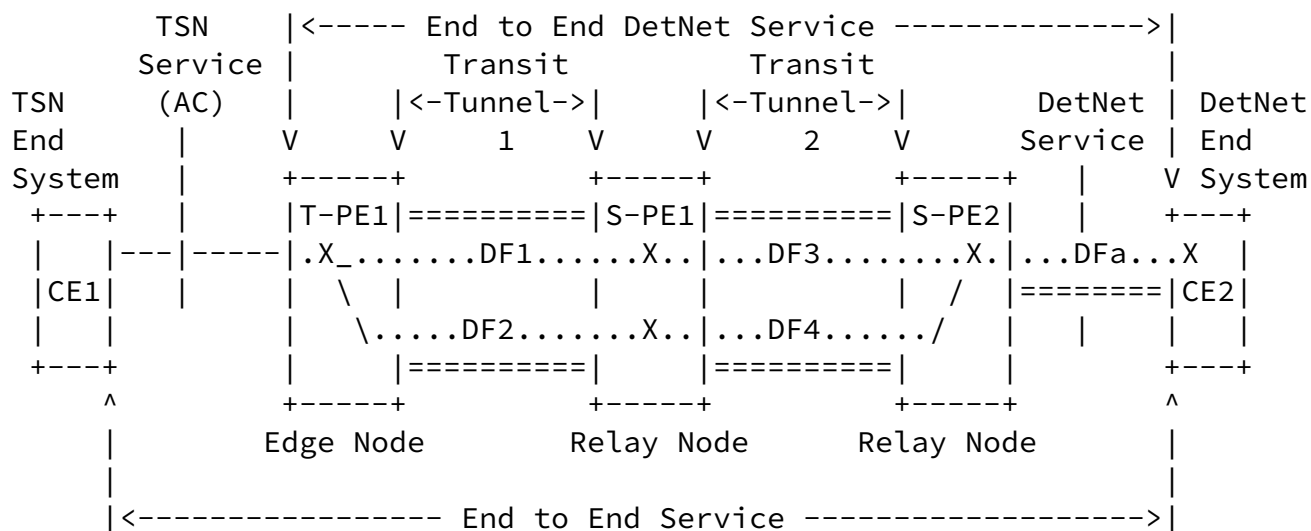 TSN     |<----- End to End DetNet Service -------------->|
        Service  |         Transit          Transit               |
TSN      (AC)    |      |<-Tunnel->|      |<-Tunnel->|      DetNet | DetNet
End       |      V     V     1    V     V     2    V     Service | End
System    |      +-----+          +-----+          +-----+   |    V System
 +---+    |      |T-PE1|==========|S-PE1|==========|S-PE2|   |    +---+
 |   |---|-----|.X_.......DF1......X..|...DF3........X.|...DFa...X  |
 |CE1|    |      |  \  |          |     |          |  /  |========|CE2|
 |   |           |   \.....DF2.......X..|...DF4....../   |   |    |   |
 +---+           |     |==========|     |==========|     |        +---+
     ^           +-----+          +-----+          +-----+        ^
     |          Edge Node        Relay Node       Relay Node      |
     |                                                            |
     |<----------------- End to End Service ------------------->|